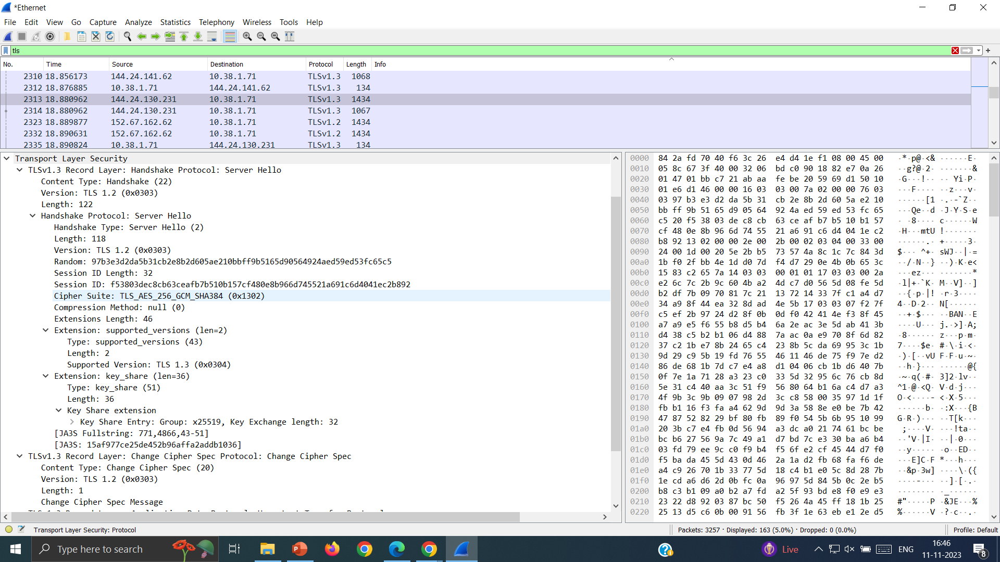 *Ethernet
File Edit View Go Capture Analyze Statistics Telephony Wireless Tools Help
tls
No. Time Source Destination Protocol Length Info
2310 18.856173 144.24.141.62 10.38.1.71 TLSv1.3 1068
2312 18.876885 10.38.1.71 144.24.141.62 TLSv1.3 134
2313 18.880962 144.24.130.231 10.38.1.71 TLSv1.3 1434
2314 18.880962 144.24.130.231 10.38.1.71 TLSv1.3 1067
2323 18.889877 152.67.162.62 10.38.1.71 TLSv1.2 1434
2332 18.890631 152.67.162.62 10.38.1.71 TLSv1.2 1434
2335 18.890824 10.38.1.71 144.24.130.231 TLSv1.3 134
Transport Layer Security
TLSv1.3 Record Layer: Handshake Protocol: Server Hello
Content Type: Handshake (22)
Version: TLS 1.2 (0x0303)
Length: 122
Handshake Protocol: Server Hello
Handshake Type: Server Hello (2)
Length: 118
Version: TLS 1.2 (0x0303)
Random: 97b3e3d2da5b31cb2e8b2d605ae210bbff9b5165d90564924aed59ed53fc65c5
Session ID Length: 32
Session ID: f53803dec8cb63ceafb7b510b157cf480e8b966d745521a691c6d4041ec2b892
Cipher Suite: TLS_AES_256_GCM_SHA384 (0x1302)
Compression Method: null (0)
Extensions Length: 46
Extension: supported_versions (len=2)
Type: supported_versions (43)
Length: 2
Supported Version: TLS 1.3 (0x0304)
Extension: key_share (len=36)
Type: key_share (51)
Length: 36
Key Share extension
Key Share Entry: Group: x25519, Key Exchange length: 32
[JA3S Fullstring: 771,4866,43-51]
[JA3S: 15af977ce25de452b96affa2addb1036]
TLSv1.3 Record Layer: Change Cipher Spec Protocol: Change Cipher Spec
Content Type: Change Cipher Spec (20)
Version: TLS 1.2 (0x0303)
Length: 1
Change Cipher Spec Message
0000 84 2a fd 70 40 f6 3c 26 e4 d4 1e f1 08 00 45 00
0010 05 8c 67 3f 40 00 32 06 bd c0 90 18 82 e7 0a 26
0020 01 47 01 bb c7 21 ab aa fe be 20 59 69 d1 50 10
0030 01 e6 d1 46 00 00 16 03 03 00 7a 02 00 00 76 03
0040 03 97 b3 e3 d2 da 5b 31 cb 2e 8b 2d 60 5a e2 10
0050 bb ff 9b 51 65 d9 05 64 92 4a ed 59 ed 53 fc 65
0060 c5 20 f5 38 03 de c8 cb 63 ce af b7 b5 10 b1 57
0070 cf 48 0e 8b 96 6d 74 55 21 a6 91 c6 d4 04 1e c2
0080 b8 92 13 02 00 00 2e 00 2b 00 02 03 04 00 33 00
0090 24 00 1d 00 20 5e 2b b5 73 57 4a 8c 1c 7c 84 3d
00a0 1b f0 2f bb 4e 1d d0 7d f4 d7 29 0e 4b 0b 65 3c
00b0 15 83 c2 65 7a 14 03 03 00 01 01 17 03 03 00 2a
00c0 e2 6c 7c 2b 9c 60 4b a2 4d c7 d0 56 5d 08 fe 5d
00d0 b2 df 7b 09 70 81 7c 21 13 72 14 33 7f c1 a4 d7
00e0 34 a9 8f 44 ea 32 8d ad 4e 5b 17 03 03 07 f2 7f
00f0 c5 ef 2b 97 24 d2 8f 0b 0d f0 42 41 4e f3 8f 45
0100 a7 a9 e5 f6 55 b8 d5 b4 6a 2e ac 3e 5d ab 41 3b
0110 d4 38 c5 b2 b1 06 d4 88 7a ac 0a e9 70 8f 6d 82
0120 37 c2 1b e7 8b 24 65 c4 23 8b 5c da 69 95 3c 1b
0130 9d 29 c9 5b 19 fd 76 55 46 11 46 de 75 f9 7e d2
0140 86 de 68 1b 7d c7 e4 a8 d1 04 06 cb 1b d6 40 7b
0150 0f 7e 1a 71 28 a3 23 c0 33 5d 32 95 6c 76 cb 8d
0160 5e 31 c4 40 aa 3c 51 f9 56 80 64 b1 6a c4 d7 a3
0170 4f 9b 3c 9b 09 07 98 2d 3c c8 58 00 35 97 1d 1f
0180 fb b1 16 f3 fa a4 62 9d 9d 3a 58 8e e0 be 7b 42
0190 47 87 52 82 29 bf 80 fb 89 f0 54 5b 6b 95 10 99
01a0 20 3b c7 e4 fb 0d 56 94 a3 dc a0 21 74 61 bc be
01b0 bc b6 27 56 9a 7c 49 a1 d7 bd 7c e3 30 ba a6 b4
01c0 03 fd 79 ee 9c c0 f9 b4 f5 6f e2 cf 45 44 d7 f0
01d0 f5 ba da 45 5d 43 0d 46 2a 1a d2 fb 68 fa f6 de
01e0 a4 c9 26 70 1b 33 77 5d 18 c4 b1 e0 5c 8d 28 7b
01f0 1e cd a6 d6 2d 0b fc 0a 96 97 5d 84 5b 0c 2e b5
0200 b8 c3 b1 09 a0 b2 a7 fd a2 5f 93 bd e8 f0 e9 e3
0210 23 22 d8 92 03 87 bc 50 f5 26 4a 45 ff 18 1b 25
0220 25 13 d5 c6 0b 00 91 56 fb 3f 1e 63 eb e1 2e d5
Transport Layer Security: Protocol
Packets: 3257 · Displayed: 163 (5.0%) · Dropped: 0 (0.0%)
Profile: Default
Type here to search
Live
ENG
16:46
11-11-2023
8